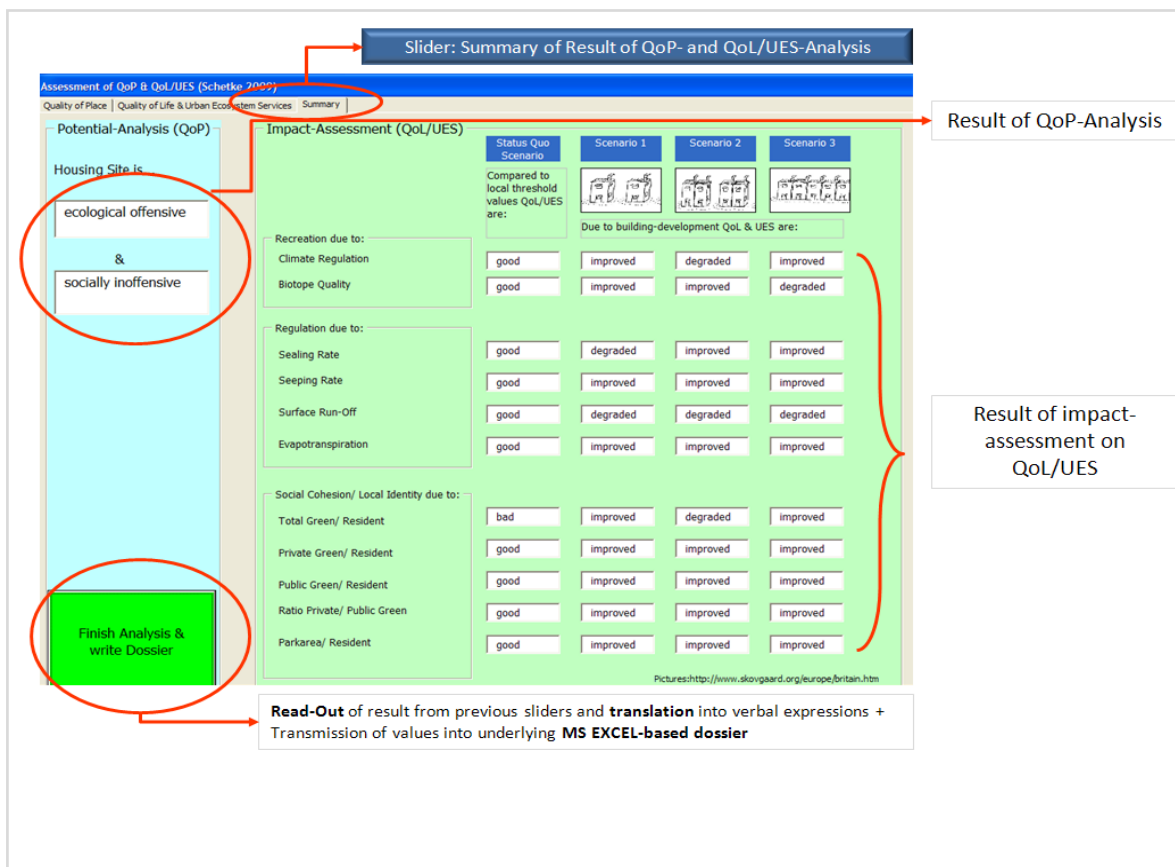 Slider: Summary of Result of QoP- and QoL/UES-Analysis
Assessment of QoP & QoL/UES (Schetke 2009)
Quality of Place | Quality of Life & Urban Ecosystem Services | Summary
Result of QoP-Analysis
Potential-Analysis (QoP)
Housing Site is...
ecological offensive
&
socially inoffensive
Finish Analysis &
write Dossier
Impact-Assessment (QoL/UES)
Status Quo
Scenario
Scenario 1
Scenario 2
Scenario 3
Compared to
local threshold
values QoL/UES
are:
Due to building-development QoL & UES are:
Recreation due to:
Climate Regulation good improved degraded improved
Biotope Quality good improved improved degraded
Regulation due to:
Sealing Rate good degraded improved improved
Seeping Rate good improved improved improved
Surface Run-Off good degraded degraded degraded
Evapotranspiration good improved improved improved
Social Cohesion/ Local Identity due to:
Total Green/ Resident bad improved degraded improved
Private Green/ Resident good improved improved improved
Public Green/ Resident good improved improved improved
Ratio Private/ Public Green good improved improved improved
Parkarea/ Resident good improved improved improved
Pictures:http://www.skovgaard.org/europe/britain.htm
Result of impact-
assessment on
QoL/UES
Read-Out of result from previous sliders and translation into verbal expressions +
Transmission of values into underlying MS EXCEL-based dossier